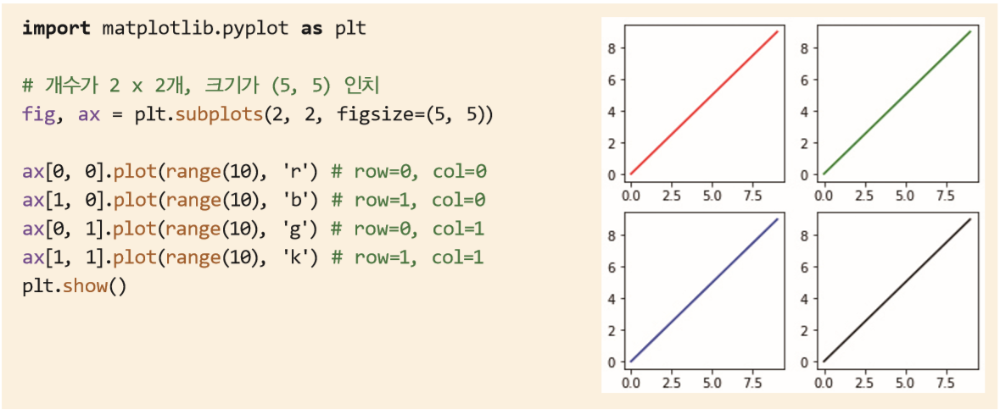 import matplotlib.pyplot as plt
# 개수가 2 x 2개, 크기가 (5, 5) 인치
fig, ax = plt.subplots(2, 2, figsize=(5, 5))
ax[0, 0].plot(range(10), 'r') # row=0, col=0
ax[1, 0].plot(range(10), 'b') # row=1, col=0
ax[0, 1].plot(range(10), 'g') # row=0, col=1
ax[1, 1].plot(range(10), 'k') # row=1, col=1
plt.show()
8
6
4
2
0
0.0 2.5 5.0 7.5
8
6
4
2
0
0.0 2.5 5.0 7.5
8
6
4
2
0
0.0 2.5 5.0 7.5
8
6
4
2
0
0.0 2.5 5.0 7.5